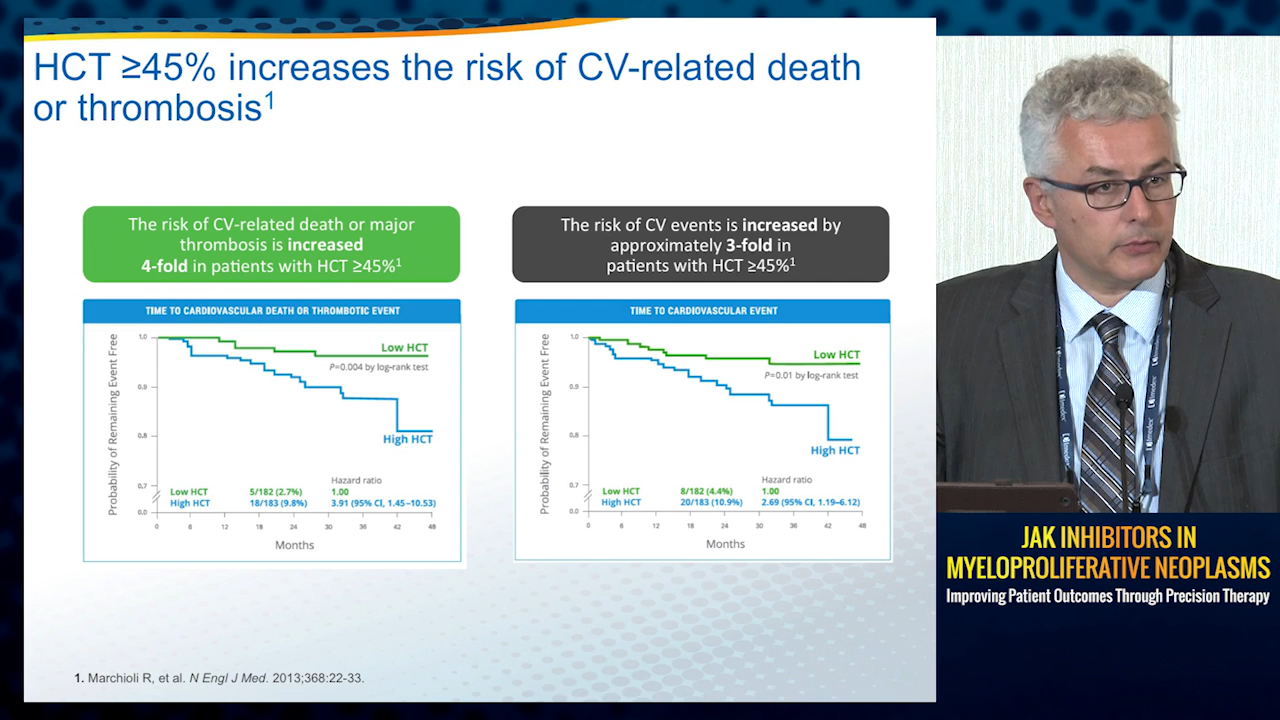 HCT ≥45% increases the risk of CV-related death
or thrombosis1
The risk of CV-related death or major
thrombosis is increased
4-fold in patients with HCT ≥45%1
TIME TO CARDIOVASCULAR DEATH OR THROMBOTIC EVENT
Probability of Remaining Event Free
1.0
0.9
0.8
0.7
0.0
Low HCT
P=0.004 by log-rank test
High HCT
Hazard ratio
Low HCT 5/182 (2.7%) 1.00
High HCT 18/183 (9.8%) 3.91 (95% CI, 1.45–10.53)
0 6 12 18 24 30 36 42 48
Months
The risk of CV events is increased by
approximately 3-fold in
patients with HCT ≥45%1
TIME TO CARDIOVASCULAR EVENT
Probability of Remaining Event Free
1.0
0.9
0.8
0.7
0.0
Low HCT
P=0.01 by log-rank test
High HCT
Hazard ratio
Low HCT 8/182 (4.4%) 1.00
High HCT 20/183 (10.9%) 2.69 (95% CI, 1.19–6.12)
0 6 12 18 24 30 36 42 48
Months
1. Marchioli R, et al. N Engl J Med. 2013;368:22-33.
JAK INHIBITORS IN
MYELOPROLIFERATIVE NEOPLASMS
Improving Patient Outcomes Through Precision Therapy